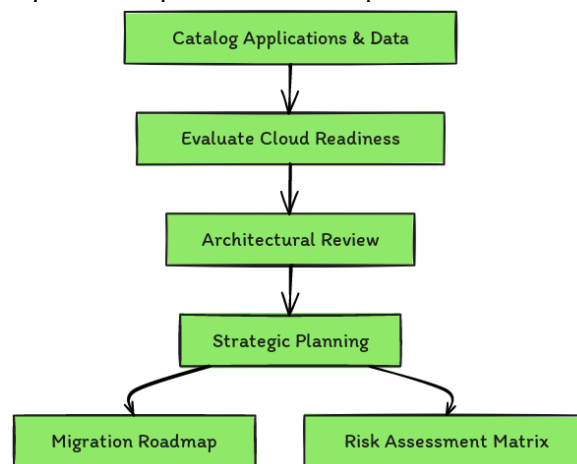 Catalog Applications & Data
Evaluate Cloud Readiness
Architectural Review
Strategic Planning
Migration Roadmap
Risk Assessment Matrix